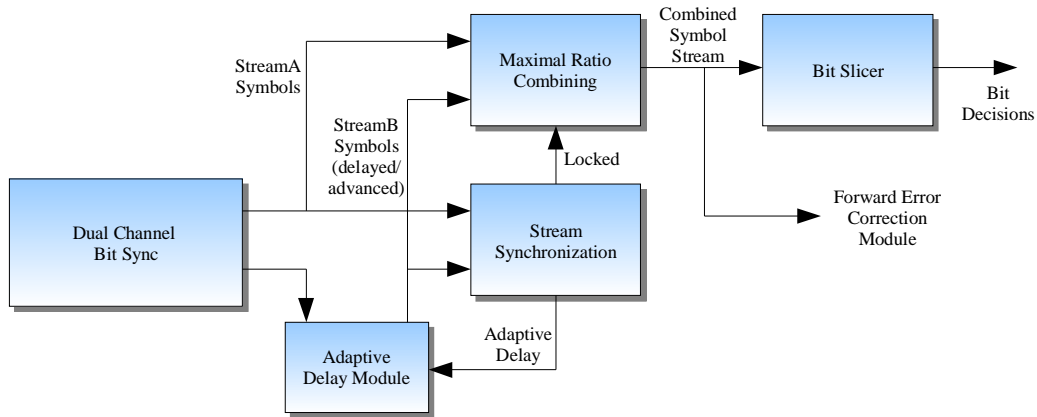 StreamA
Symbols
Maximal Ratio
Combining
Combined
Symbol
Stream
Bit Slicer
Bit
Decisions
StreamB
Symbols
(delayed/
advanced)
Locked
Dual Channel
Bit Sync
Stream
Synchronization
Forward Error
Correction
Module
Adaptive
Delay Module
Adaptive
Delay